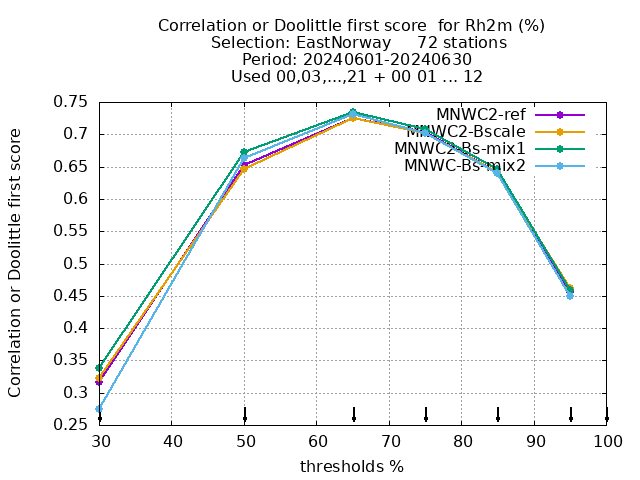 Correlation or Doolittle first score  for Rh2m (%)
Selection: EastNorway     72 stations
Period: 20240601-20240630
Used 00,03,...,21 + 00 01 ... 12
Correlation or Doolittle first score
0.75
0.7
0.65
0.6
0.55
0.5
0.45
0.4
0.35
0.3
0.25
MNWC2-ref
MNWC2-Bscale
MNWC2-Bs-mix1
MNWC-Bs-mix2
30 40 50 60 70 80 90 100
thresholds %